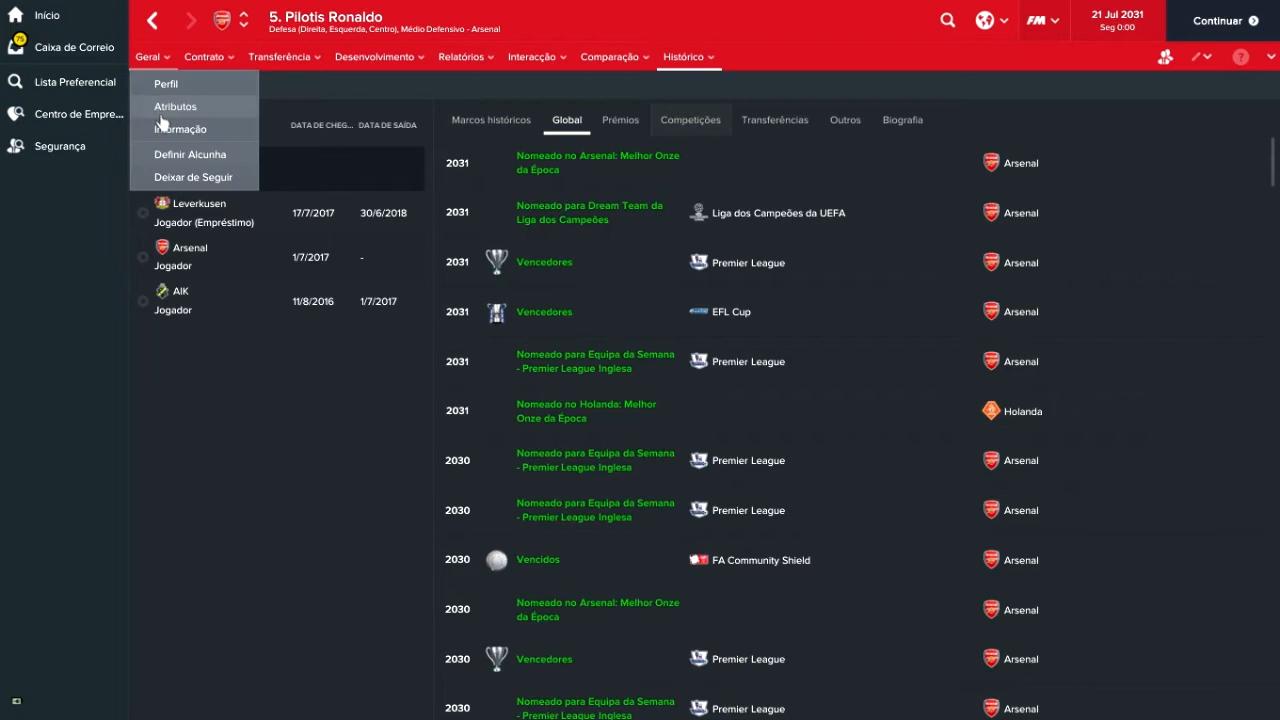 Início
5. Pilotis Ronaldo
Defesa (Direita, Esquerda, Centro), Médio Defensivo - Arsenal
FM
21 Jul 2031
Seg 0:00
Continuar
75
Caixa de Correio
Lista Preferencial
Centro de Empre...
Segurança
Geral
Contrato
Transferência
Desenvolvimento
Relatórios
Interacção
Comparação
Histórico
?
Perfil
Atributos
Informação
Definir Alcunha
Deixar de Seguir
DATA DE CHEG...
DATA DE SAÍDA
Leverkusen
Jogador (Empréstimo)
17/7/2017
30/6/2018
Arsenal
Jogador
1/7/2017
-
AIK
Jogador
11/8/2016
1/7/2017
Marcos históricos
Global
Prémios
Competições
Transferências
Outros
Biografia
2031
Nomeado no Arsenal: Melhor Onze
da Época
Arsenal
2031
Nomeado para Dream Team da
Liga dos Campeões
Liga dos Campeões da UEFA
Arsenal
2031
Vencedores
Premier League
Arsenal
2031
Vencedores
EFL Cup
Arsenal
2031
Nomeado para Equipa da Semana
- Premier League Inglesa
Premier League
Arsenal
2031
Nomeado no Holanda: Melhor
Onze da Época
Holanda
2030
Nomeado para Equipa da Semana
- Premier League Inglesa
Premier League
Arsenal
2030
Nomeado para Equipa da Semana
- Premier League Inglesa
Premier League
Arsenal
2030
Vencidos
FA Community Shield
Arsenal
2030
Nomeado no Arsenal: Melhor Onze
da Época
Arsenal
2030
Vencedores
Premier League
Arsenal
2030
Nomeado para Equipa da Semana
- Premier League Inglesa
Premier League
Arsenal